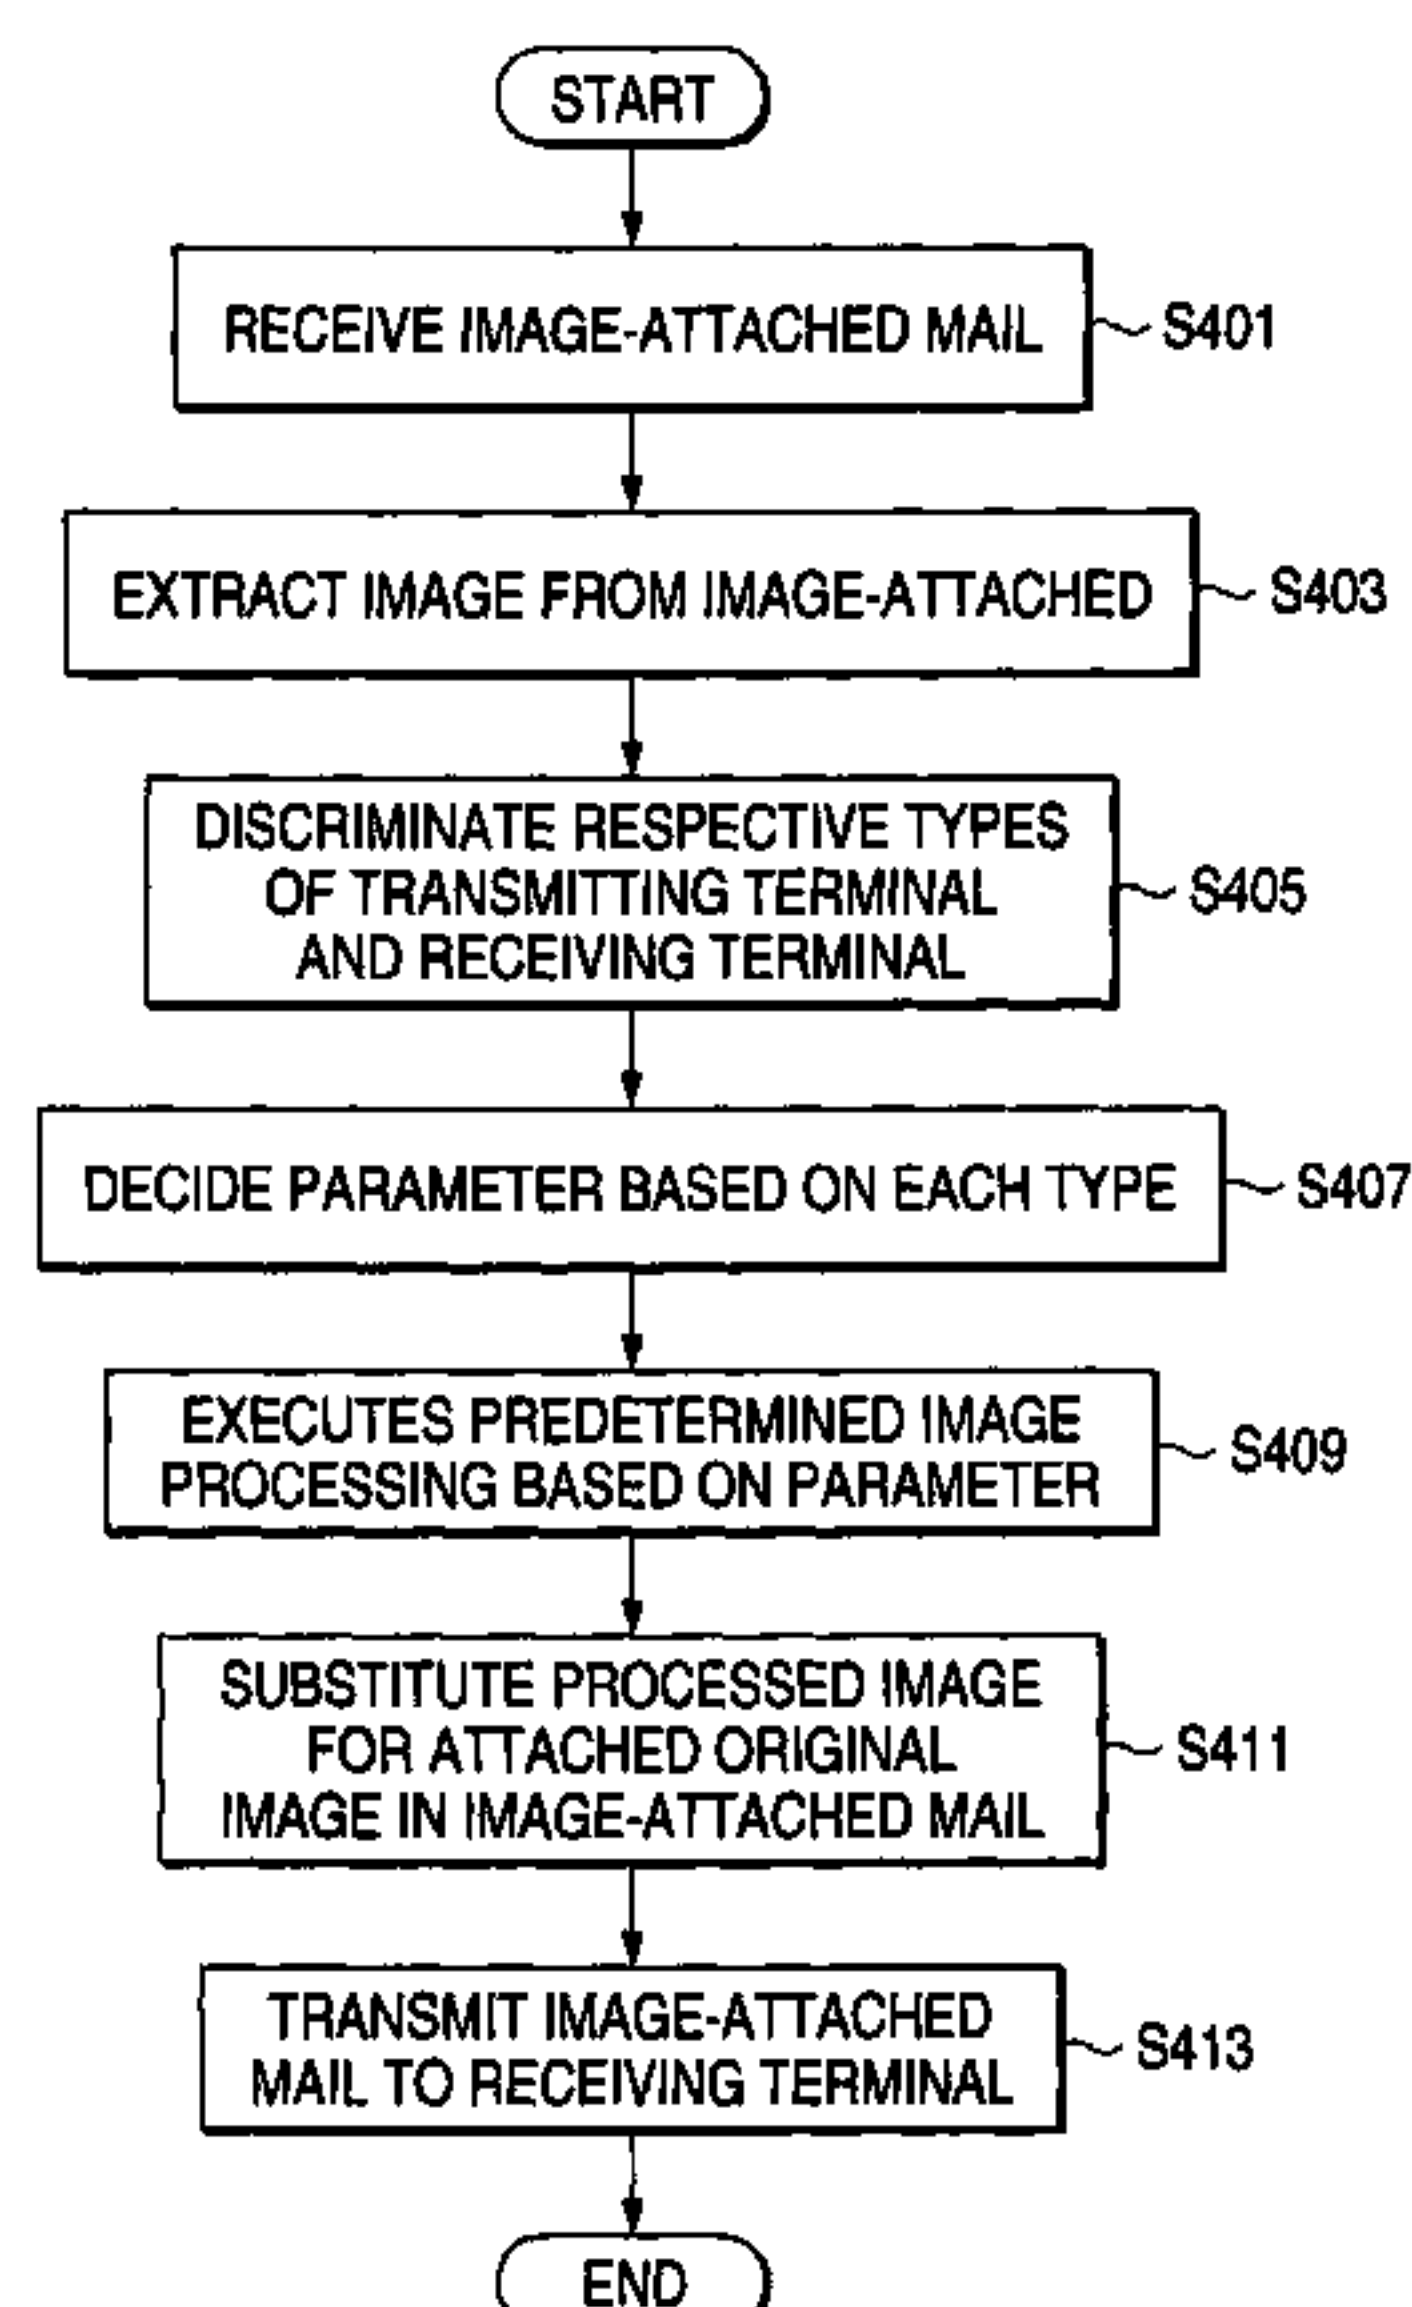 START
RECEIVE IMAGE-ATTACHED MAIL
S401
EXTRACT IMAGE FROM IMAGE-ATTACHED
S403
DISCRIMINATE RESPECTIVE TYPES
OF TRANSMITTING TERMINAL
AND RECEIVING TERMINAL
S405
DECIDE PARAMETER BASED ON EACH TYPE
S407
EXECUTES PREDETERMINED IMAGE
PROCESSING BASED ON PARAMETER
S409
SUBSTITUTE PROCESSED IMAGE
FOR ATTACHED ORIGINAL
IMAGE IN IMAGE-ATTACHED MAIL
S411
TRANSMIT IMAGE-ATTACHED
MAIL TO RECEIVING TERMINAL
S413
END